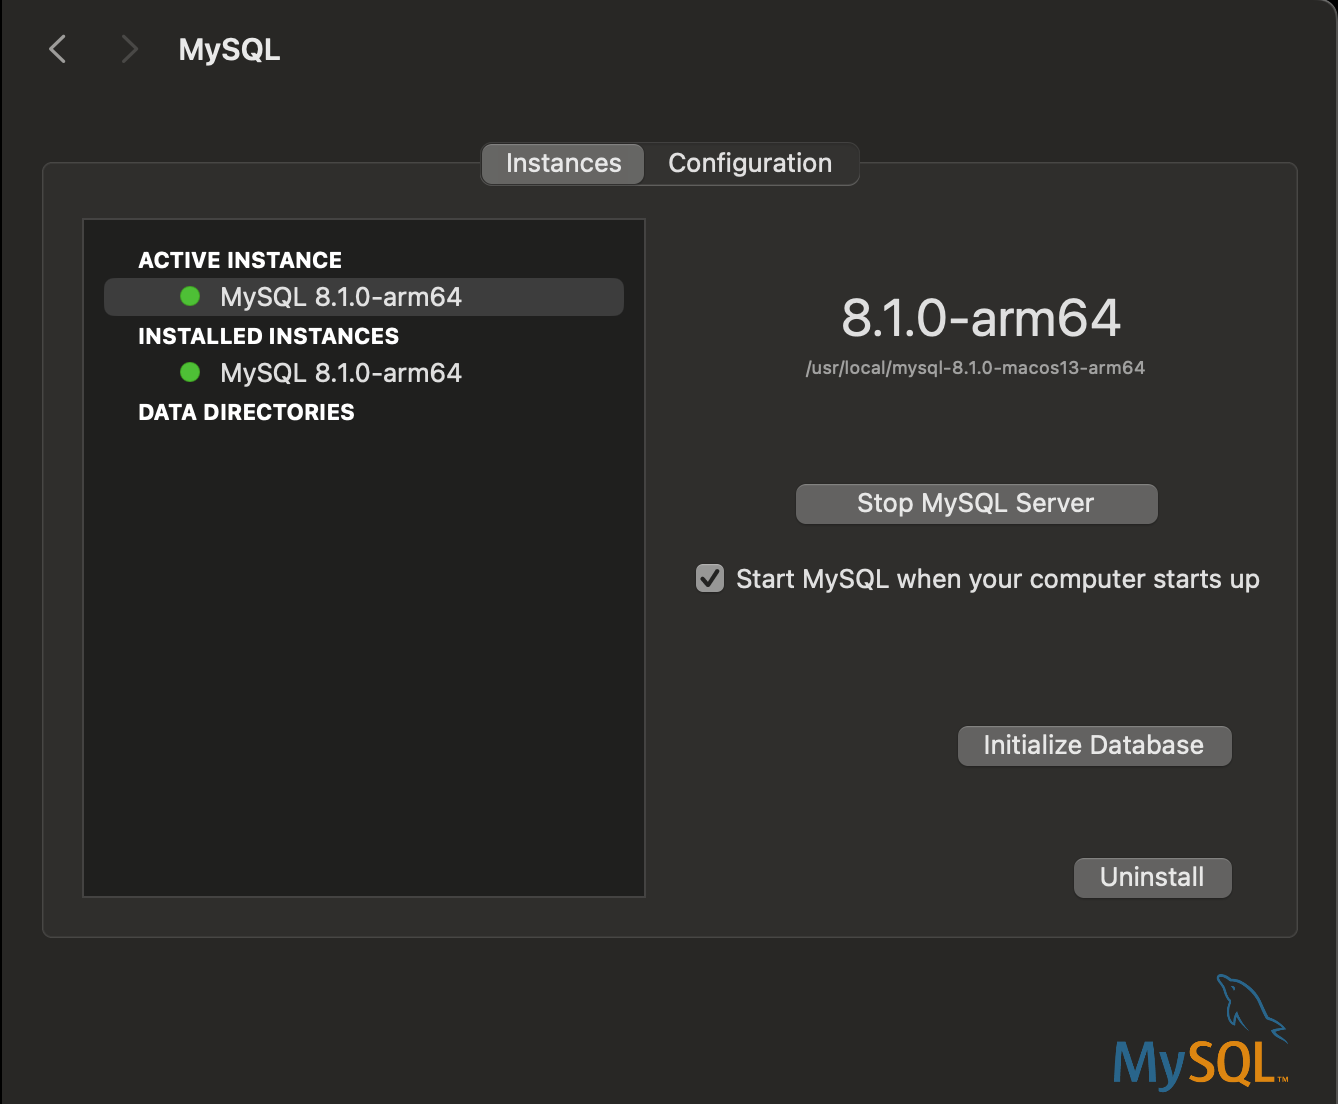 MySQL
Instances
Configuration
ACTIVE INSTANCE
MySQL 8.1.0-arm64
INSTALLED INSTANCES
MySQL 8.1.0-arm64
DATA DIRECTORIES
8.1.0-arm64
/usr/local/mysql-8.1.0-macos13-arm64
Stop MySQL Server
Start MySQL when your computer starts up
Initialize Database
Uninstall
MySQL™